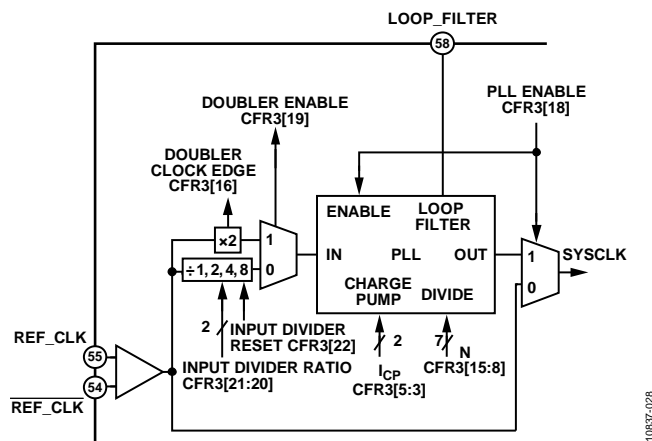 LOOP_FILTER
58
DOUBLER ENABLE
CFR3[19]
PLL ENABLE
CFR3[18]
DOUBLER
CLOCK EDGE
CFR3[16]
ENABLE
LOOP
FILTER
×2
1
IN
PLL
OUT
1
SYSCLK
÷1, 2, 4, 8
0
0
CHARGE
PUMP
DIVIDE
2
INPUT DIVIDER
RESET CFR3[22]
2
7
N
CFR3[15:8]
REF_CLK
55
INPUT DIVIDER RATIO
CFR3[21:20]
ICP
CFR3[5:3]
54
REF_CLK
10837-028